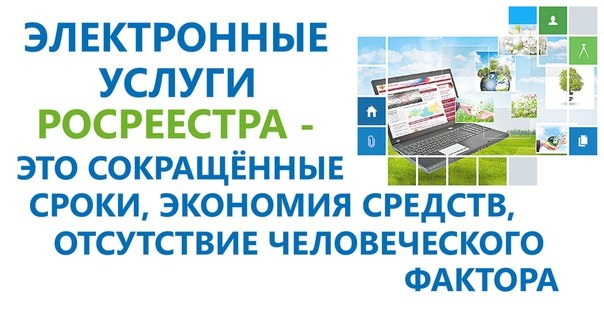 ЭЛЕКТРОННЫЕ
УСЛУГИ
РОСРЕЕСТРА -
ЭТО СОКРАЩЁННЫЕ
СРОКИ, ЭКОНОМИЯ СРЕДСТВ,
ОТСУТСТВИЕ ЧЕЛОВЕЧЕСКОГО
ФАКТОРА